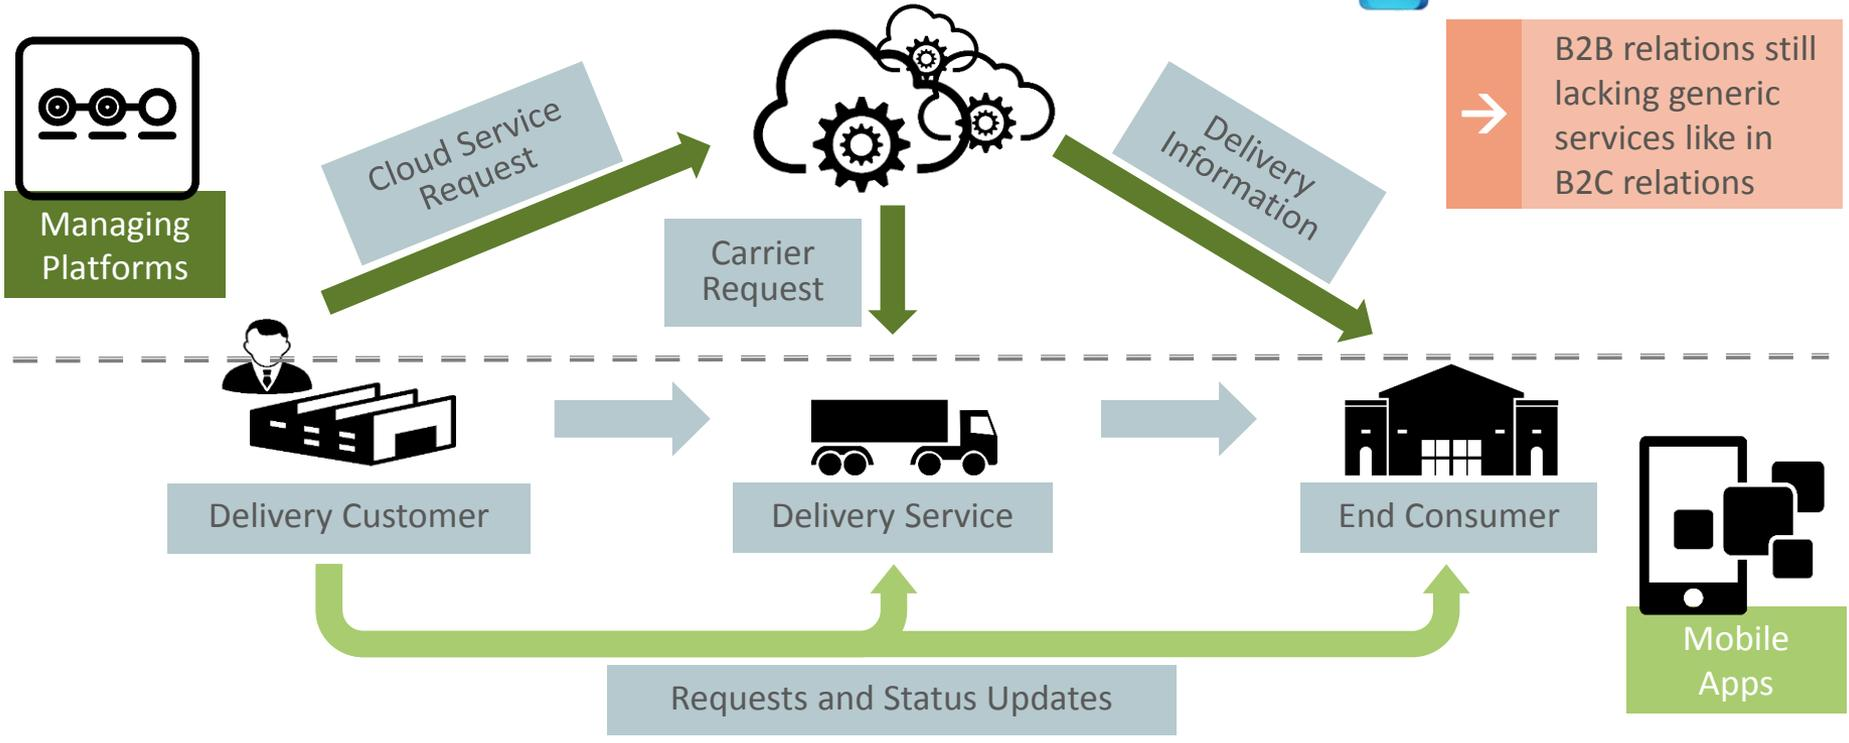 B2B relations still
lacking generic
services like in
B2C relations
Managing
Platforms
Cloud Service
Request
Carrier
Request
Delivery
Information
Delivery Customer
Delivery Service
End Consumer
Mobile
Apps
Requests and Status Updates